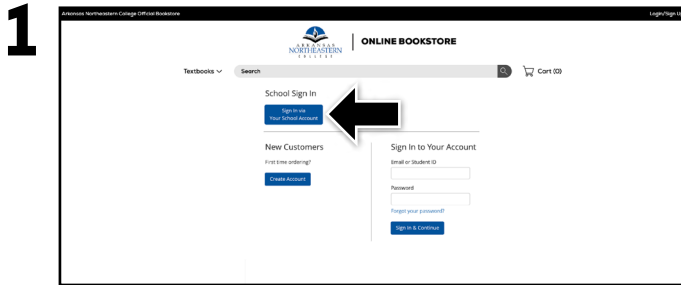 1
Arkansas Northeastern College Official Bookstore
Login/Sign U
ARKANSAS
NORTHEASTERN
COLLEGE
ONLINE BOOKSTORE
Textbooks
Search
Cart (0)
School Sign In
Sign In via
Your School Account
New Customers
First time ordering?
Create Account
Sign In to Your Account
Email or Student ID
Password
Forgot your password?
Sign In & Continue